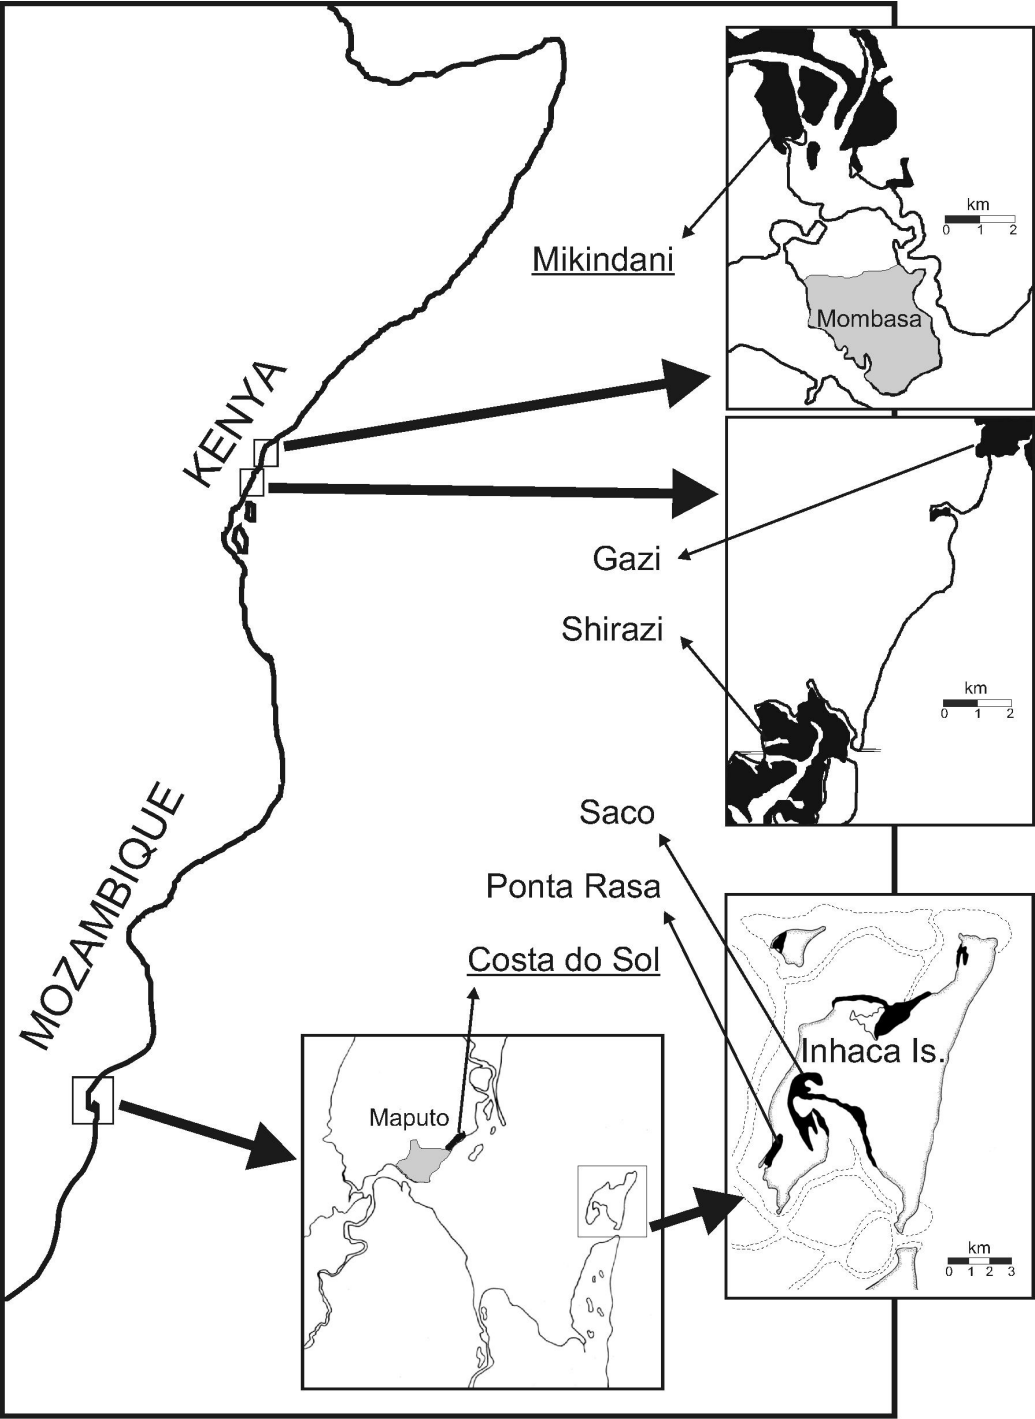 km
0 1 2
Mikindani
Mombasa
KENYA
Gazi
Shirazi
km
0 1 2
Saco
MOZAMBIQUE
Ponta Rasa
Costa do Sol
Inhaca Is.
Maputo
km
0 1 2 3